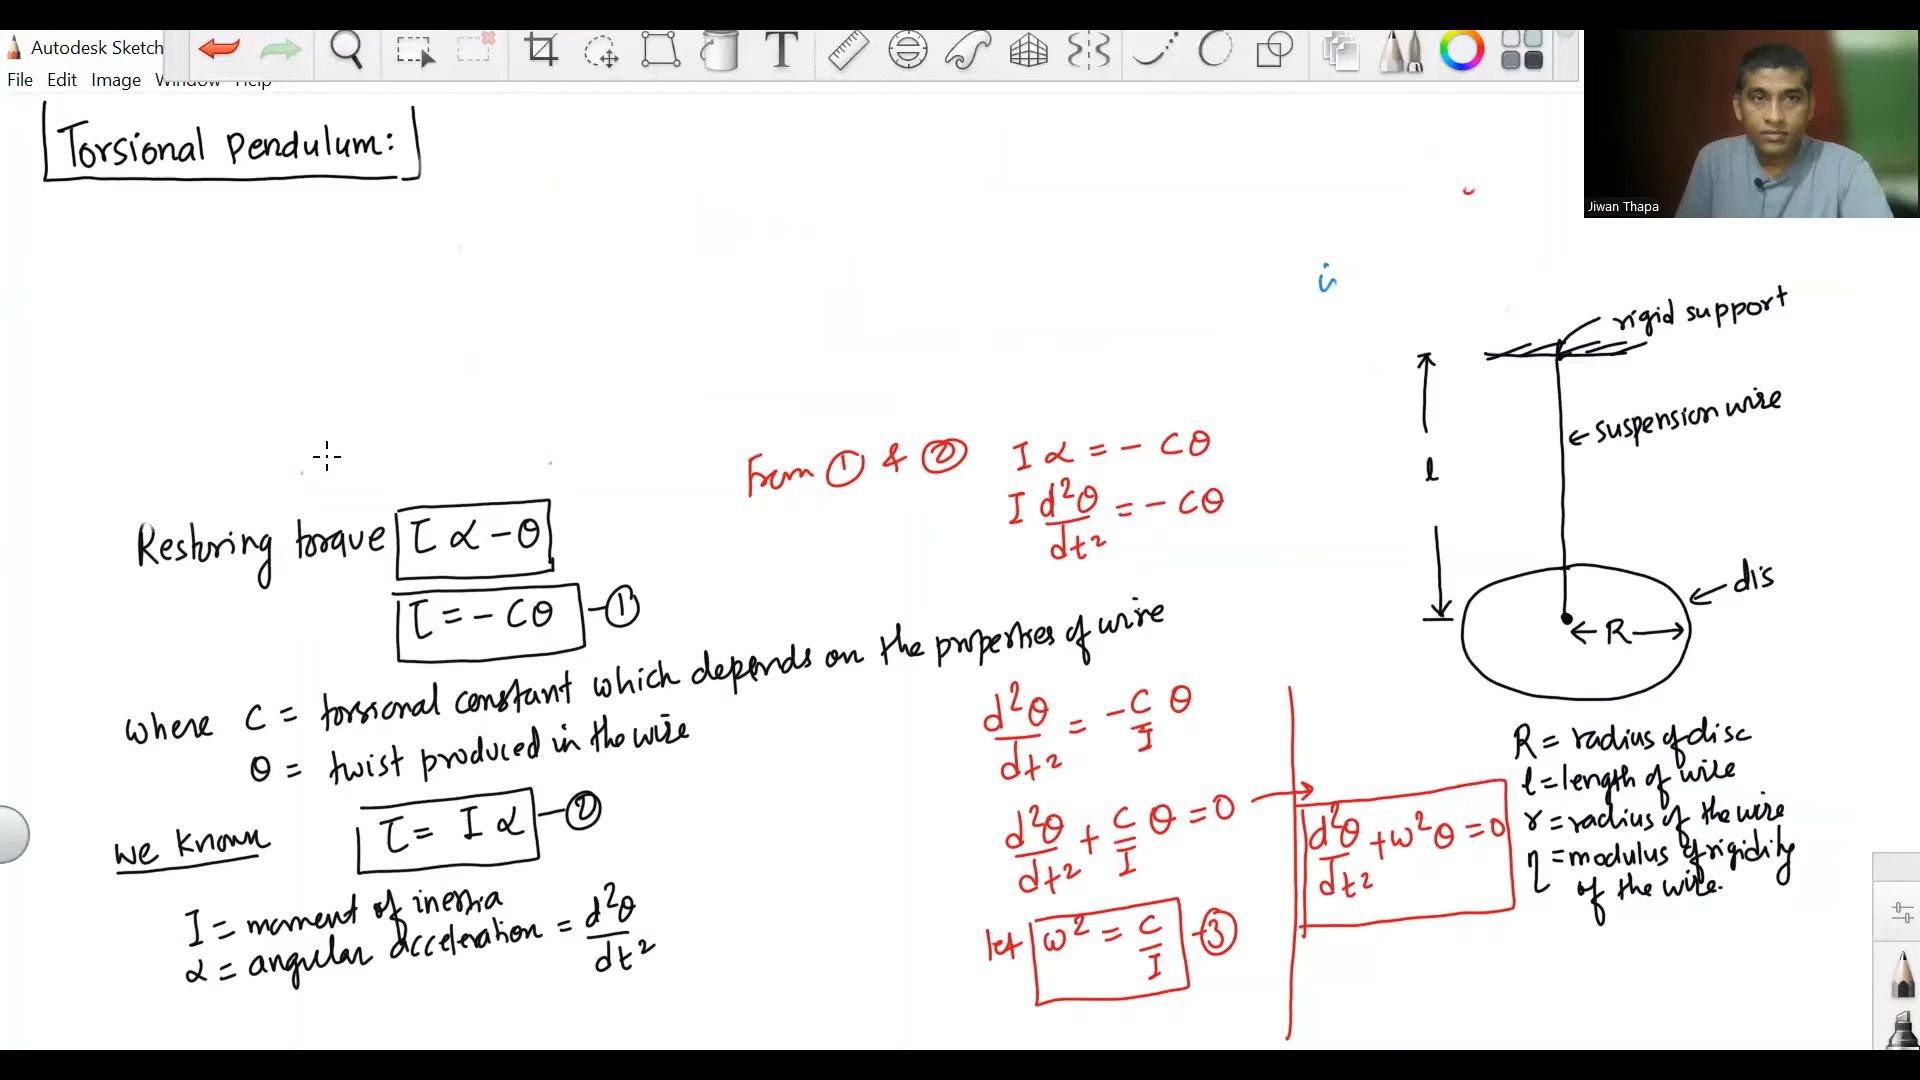 Autodesk Sketch
File Edit Image Window Help
Jiwan Thapa
Torsional Pendulum:
rigid support
suspension wire
l
dis
R
From ① & ② I α = - Cθ
I d²θ/dt² = - Cθ
Restoring torque τ α - θ
τ = - Cθ - ①
where C = torsional constant which depends on the properties of wire
θ = twist produced in the wire
we known τ = I α - ②
I = moment of inertia
α = angular acceleration = d²θ/dt²
d²θ/dt² = - C/I θ
d²θ/dt² + C/I θ = 0
let ω² = C/I - ③
d²θ/dt² + ω²θ = 0
R = radius of disc
l = length of wire
r = radius of the wire
η = modulus of rigidity
of the wire.